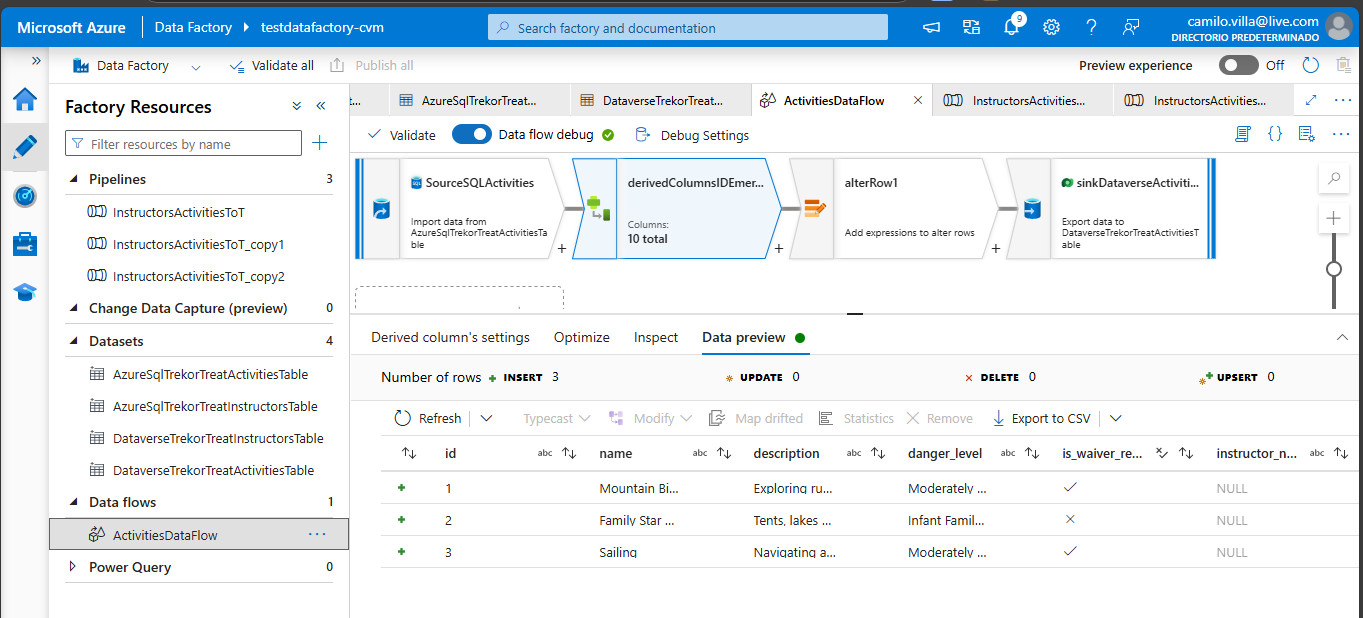 Microsoft Azure
Data Factory
testdatafactory-cvm
Search factory and documentation
9
camilo.villa@live.com
DIRECTORIO PREDETERMINADO
Data Factory
Validate all
Publish all
Preview experience
Off
Factory Resources
Filter resources by name
Pipelines 3
InstructorsActivitiesToT
InstructorsActivitiesToT_copy1
InstructorsActivitiesToT_copy2
Change Data Capture (preview) 0
Datasets 4
AzureSqlTrekorTreatActivitiesTable
AzureSqlTrekorTreatInstructorsTable
DataverseTrekorTreatInstructorsTable
DataverseTrekorTreatActivitiesTable
Data flows 1
ActivitiesDataFlow
Power Query 0
t...
AzureSqlTrekorTreat...
DataverseTrekorTreat...
ActivitiesDataFlow
InstructorsActivities...
InstructorsActivities...
Validate
Data flow debug
Debug Settings
SourceSQLActivities
Import data from
AzureSqlTrekorTreatActivitiesTa
ble
derivedColumnsIDEmer...
Columns:
10 total
alterRow1
Add expressions to alter rows
sinkDataverseActiviti...
Export data to
DataverseTrekorTreatActivitiesT
able
Derived column's settings
Optimize
Inspect
Data preview
Number of rows
INSERT 3
UPDATE 0
DELETE 0
UPSERT 0
Refresh
Typecast
Modify
Map drifted
Statistics
Remove
Export to CSV
id abc name abc description abc danger_level abc is_waiver_re... instructor_n... abc
1 Mountain Bi... Exploring ru... Moderately ... NULL
2 Family Star ... Tents, lakes ... Infant Famil... NULL
3 Sailing Navigating a... Moderately ... NULL